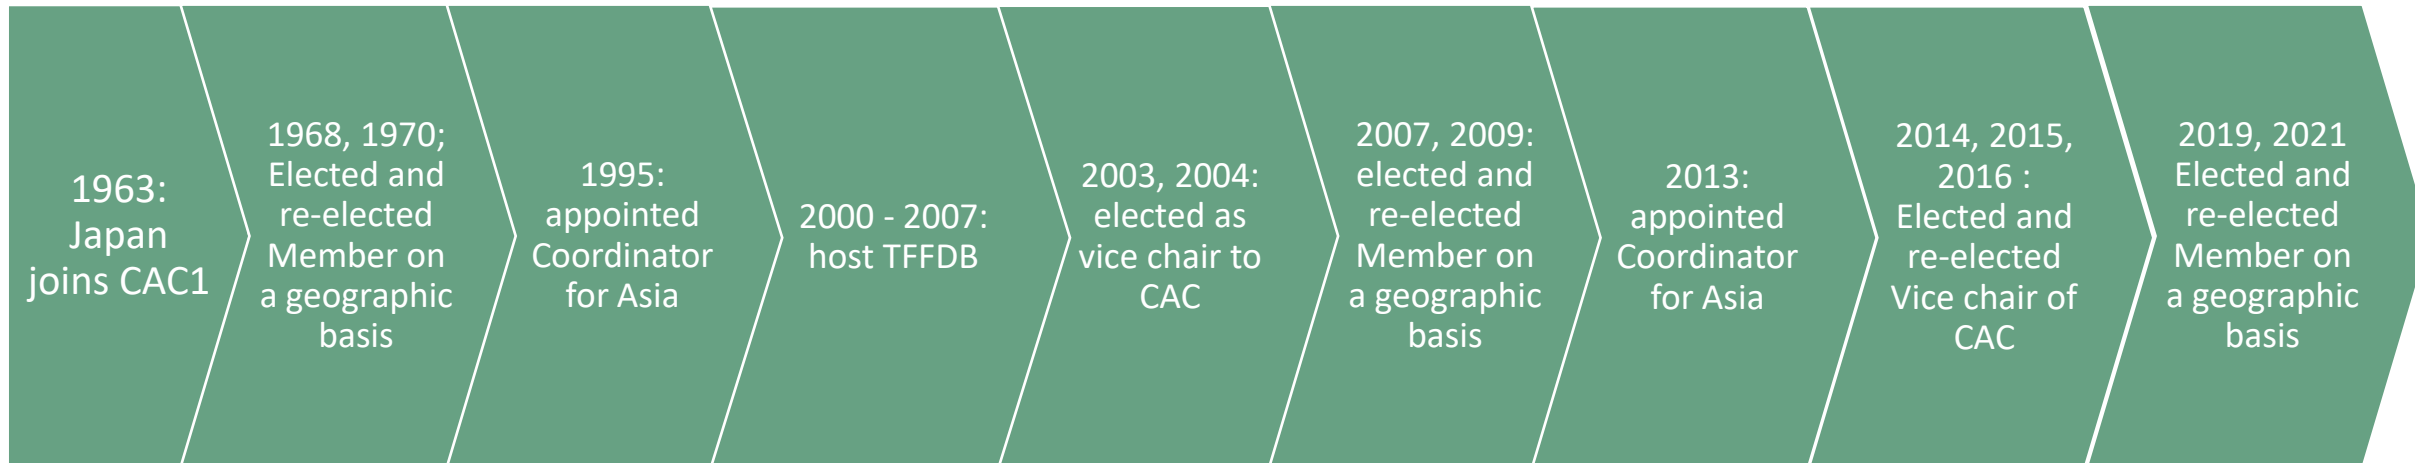 1963:
Japan
joins CAC1
1968, 1970;
Elected and
re-elected
Member on
a geographic
basis
1995:
appointed
Coordinator
for Asia
2000 - 2007:
host TFFDB
2003, 2004:
elected as
vice chair to
CAC
2007, 2009:
elected and
re-elected
Member on
a geographic
basis
2013:
appointed
Coordinator
for Asia
2014, 2015,
2016 :
Elected and
re-elected
Vice chair of
CAC
2019, 2021
Elected and
re-elected
Member on
a geographic
basis